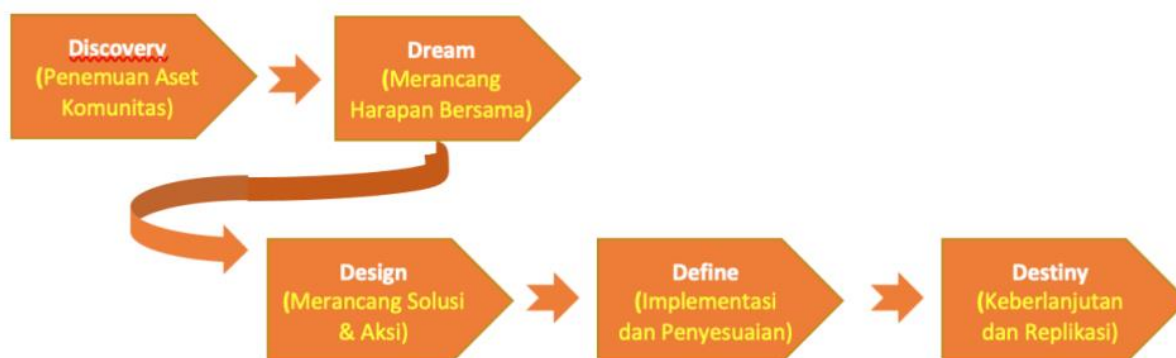 Discovery
(Penemuan Aset
Komunitas)
Dream
(Merancang
Harapan Bersama)
Design
(Merancang Solusi
& Aksi)
Define
(Implementasi
dan Penyesuaian)
Destiny
(Keberlanjutan
dan Replikasi)